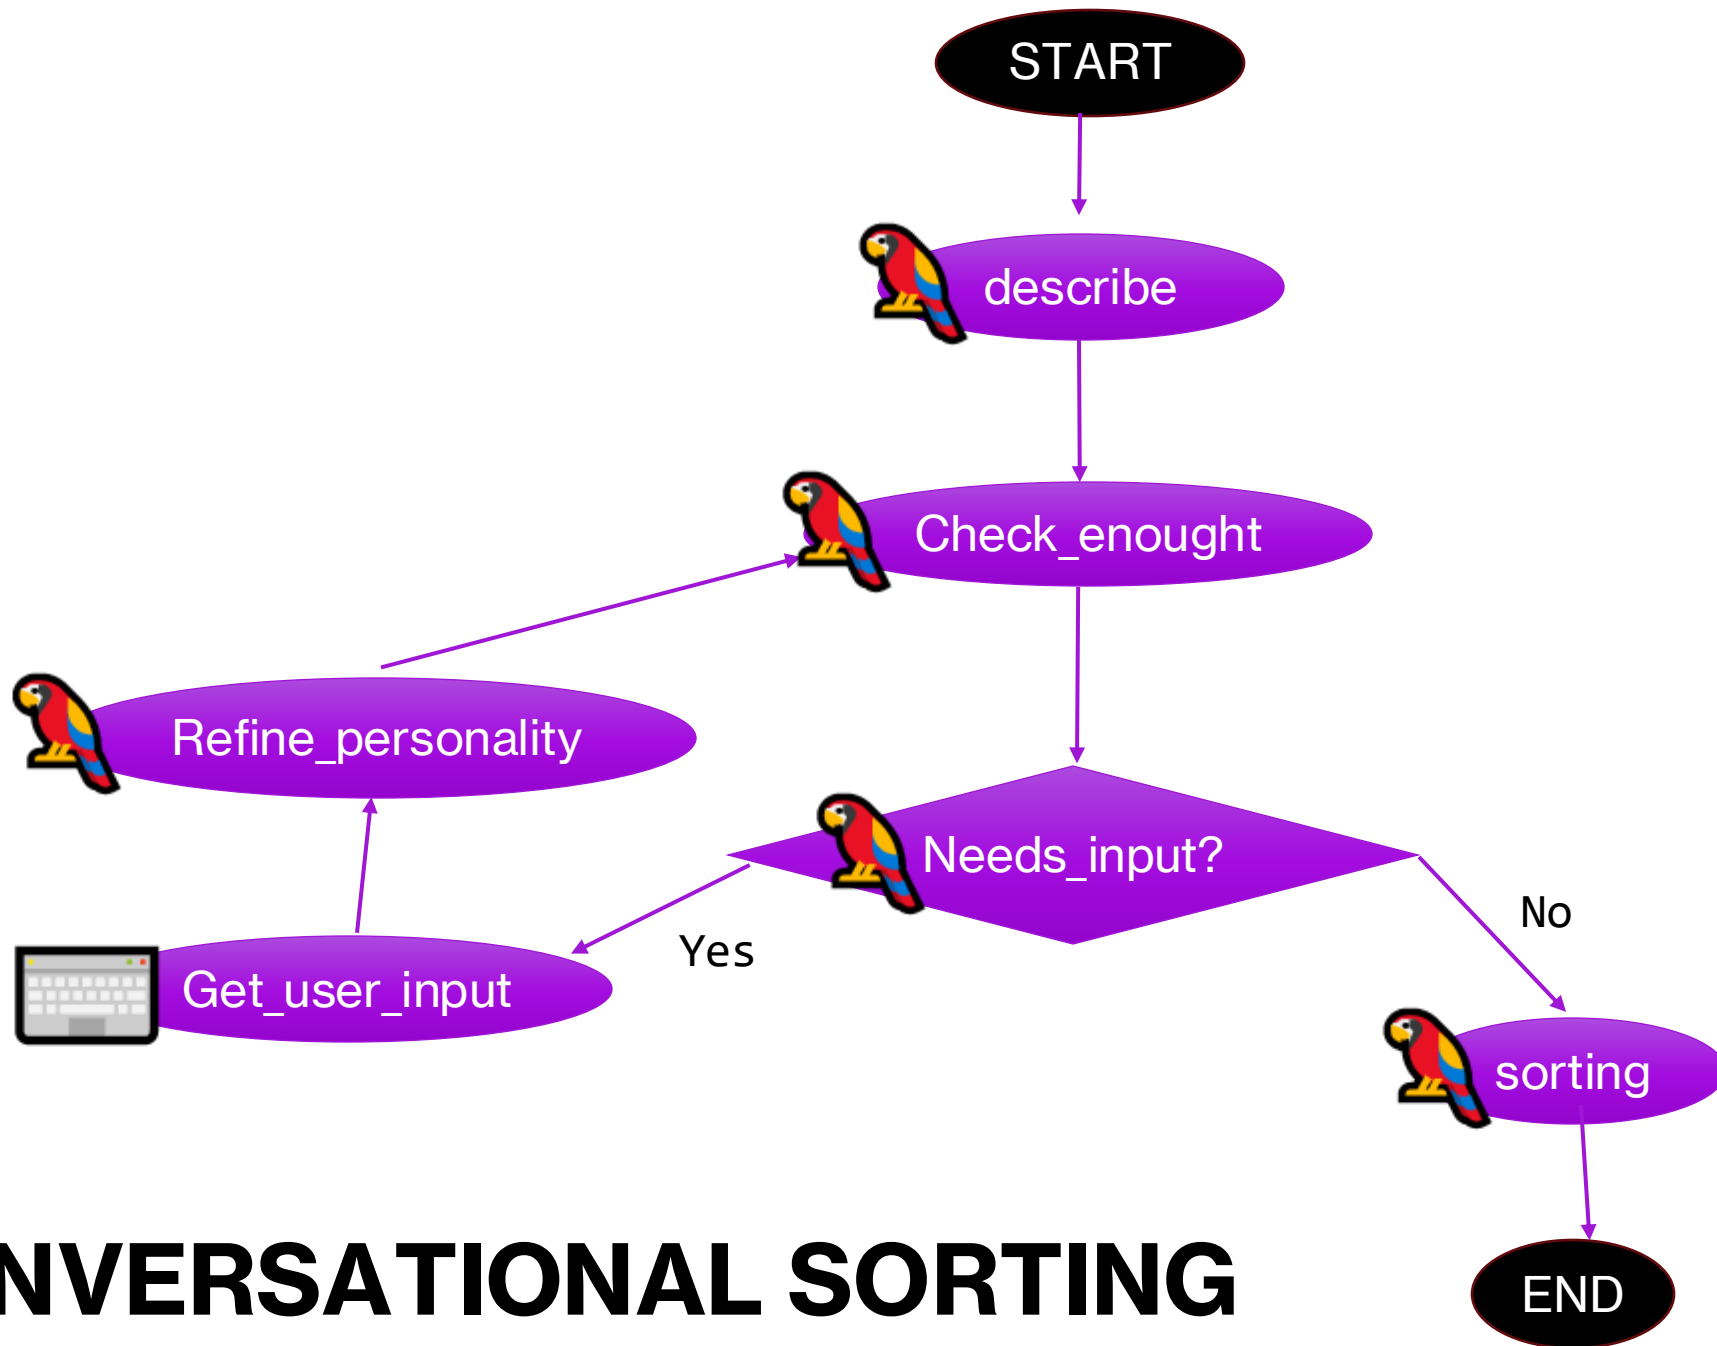 START
describe
Check_enought
Refine_personality
Needs_input?
No
Yes
Get_user_input
sorting
NVERSATIONAL SORTING
END